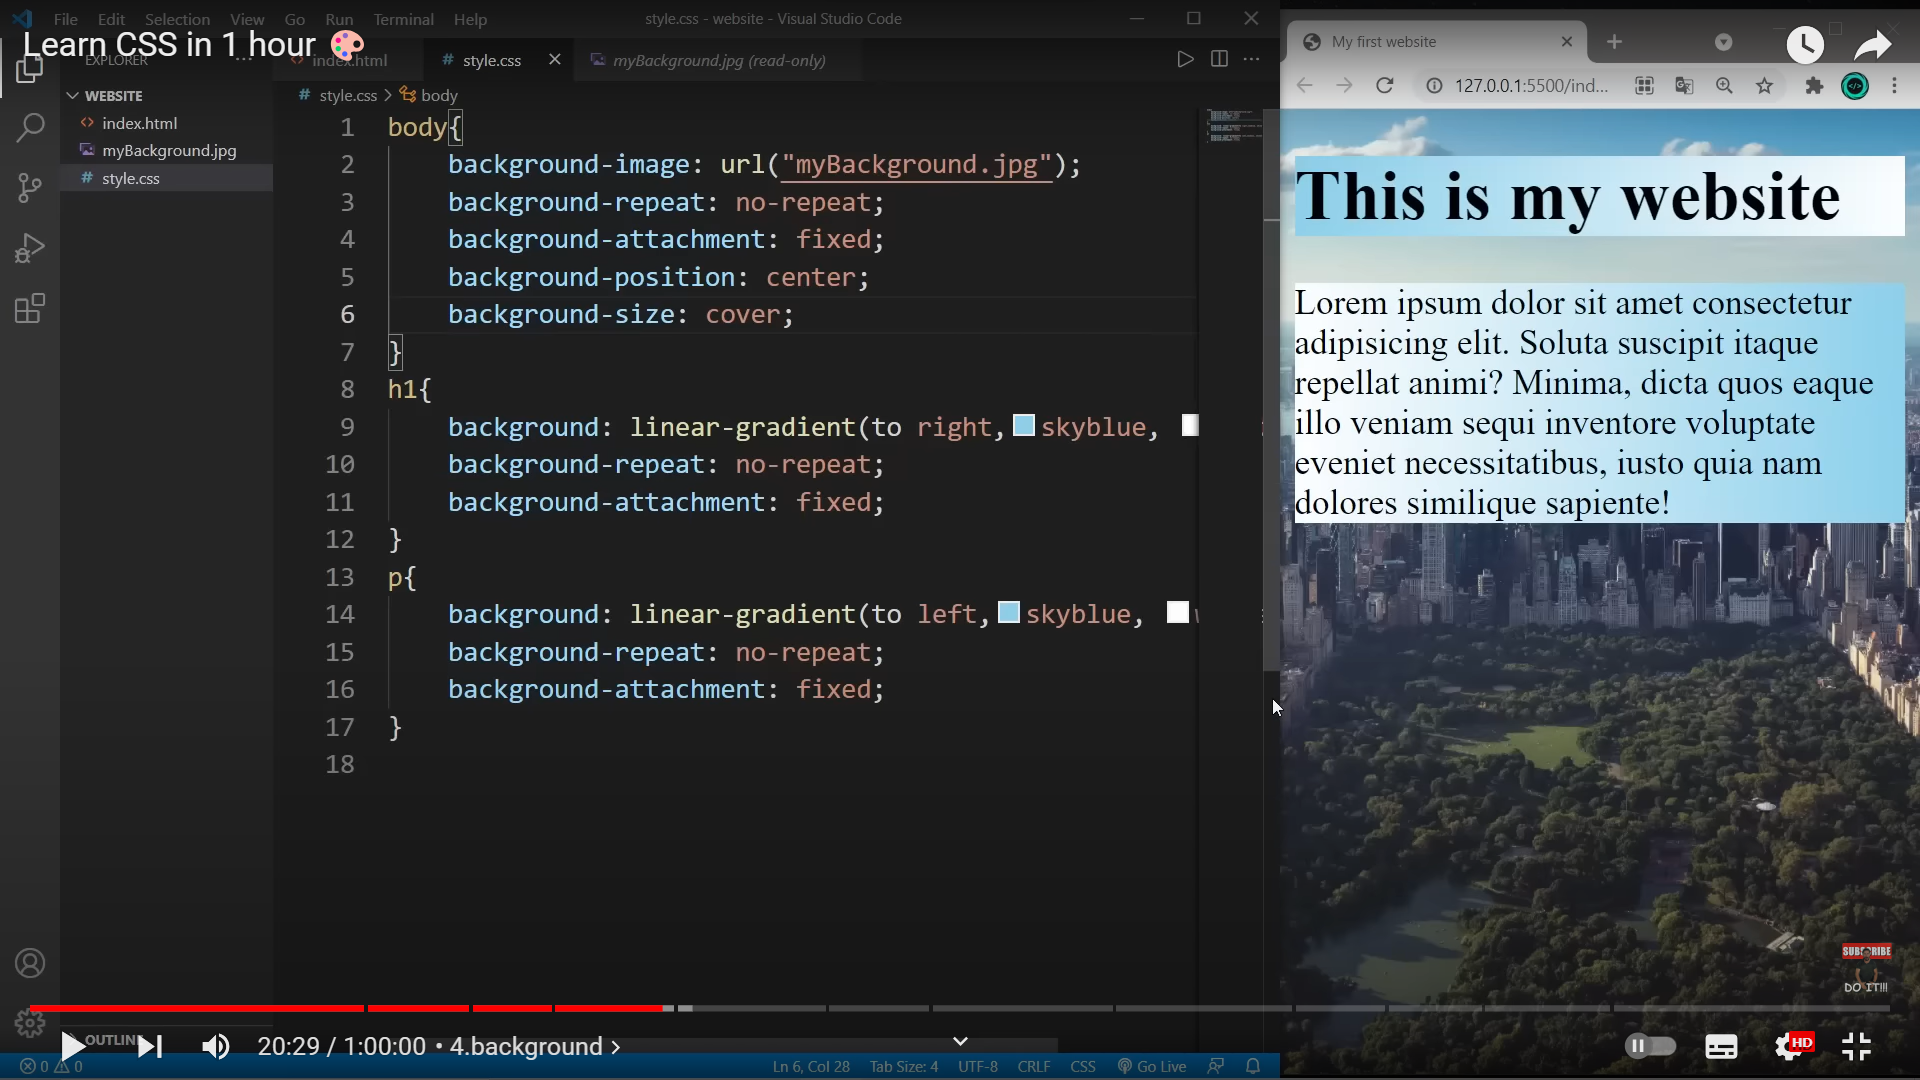 File Edit Selection View Go Run Terminal Help
style.css - website - Visual Studio Code
Learn CSS in 1 hour 🎨
EXPLORER
index.html
# style.css
myBackground.jpg (read-only)
WEBSITE
index.html
myBackground.jpg
# style.css
# style.css > body
1 body{
2 background-image: url("myBackground.jpg");
3 background-repeat: no-repeat;
4 background-attachment: fixed;
5 background-position: center;
6 background-size: cover;
7 }
8 h1{
9 background: linear-gradient(to right, skyblue,
10 background-repeat: no-repeat;
11 background-attachment: fixed;
12 }
13 p{
14 background: linear-gradient(to left, skyblue,
15 background-repeat: no-repeat;
16 background-attachment: fixed;
17 }
18
My first website
127.0.0.1:5500/ind...
This is my website
Lorem ipsum dolor sit amet consectetur
adipisicing elit. Soluta suscipit itaque
repellat animi? Minima, dicta quos eaque
illo veniam sequi inventore voluptate
eveniet necessitatibus, iusto quia nam
dolores similique sapiente!
SUBSCRIBE
DO IT!!!
OUTLIN
20:29 / 1:00:00 • 4.background >
HD
0 0
Ln 6, Col 28 Tab Size: 4 UTF-8 CRLF CSS Go Live